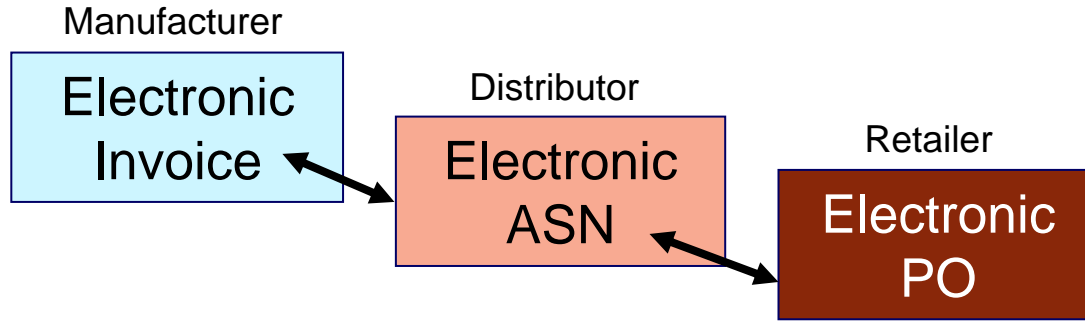 Manufacturer
Electronic
Invoice
Distributor
Electronic
ASN
Retailer
Electronic
PO